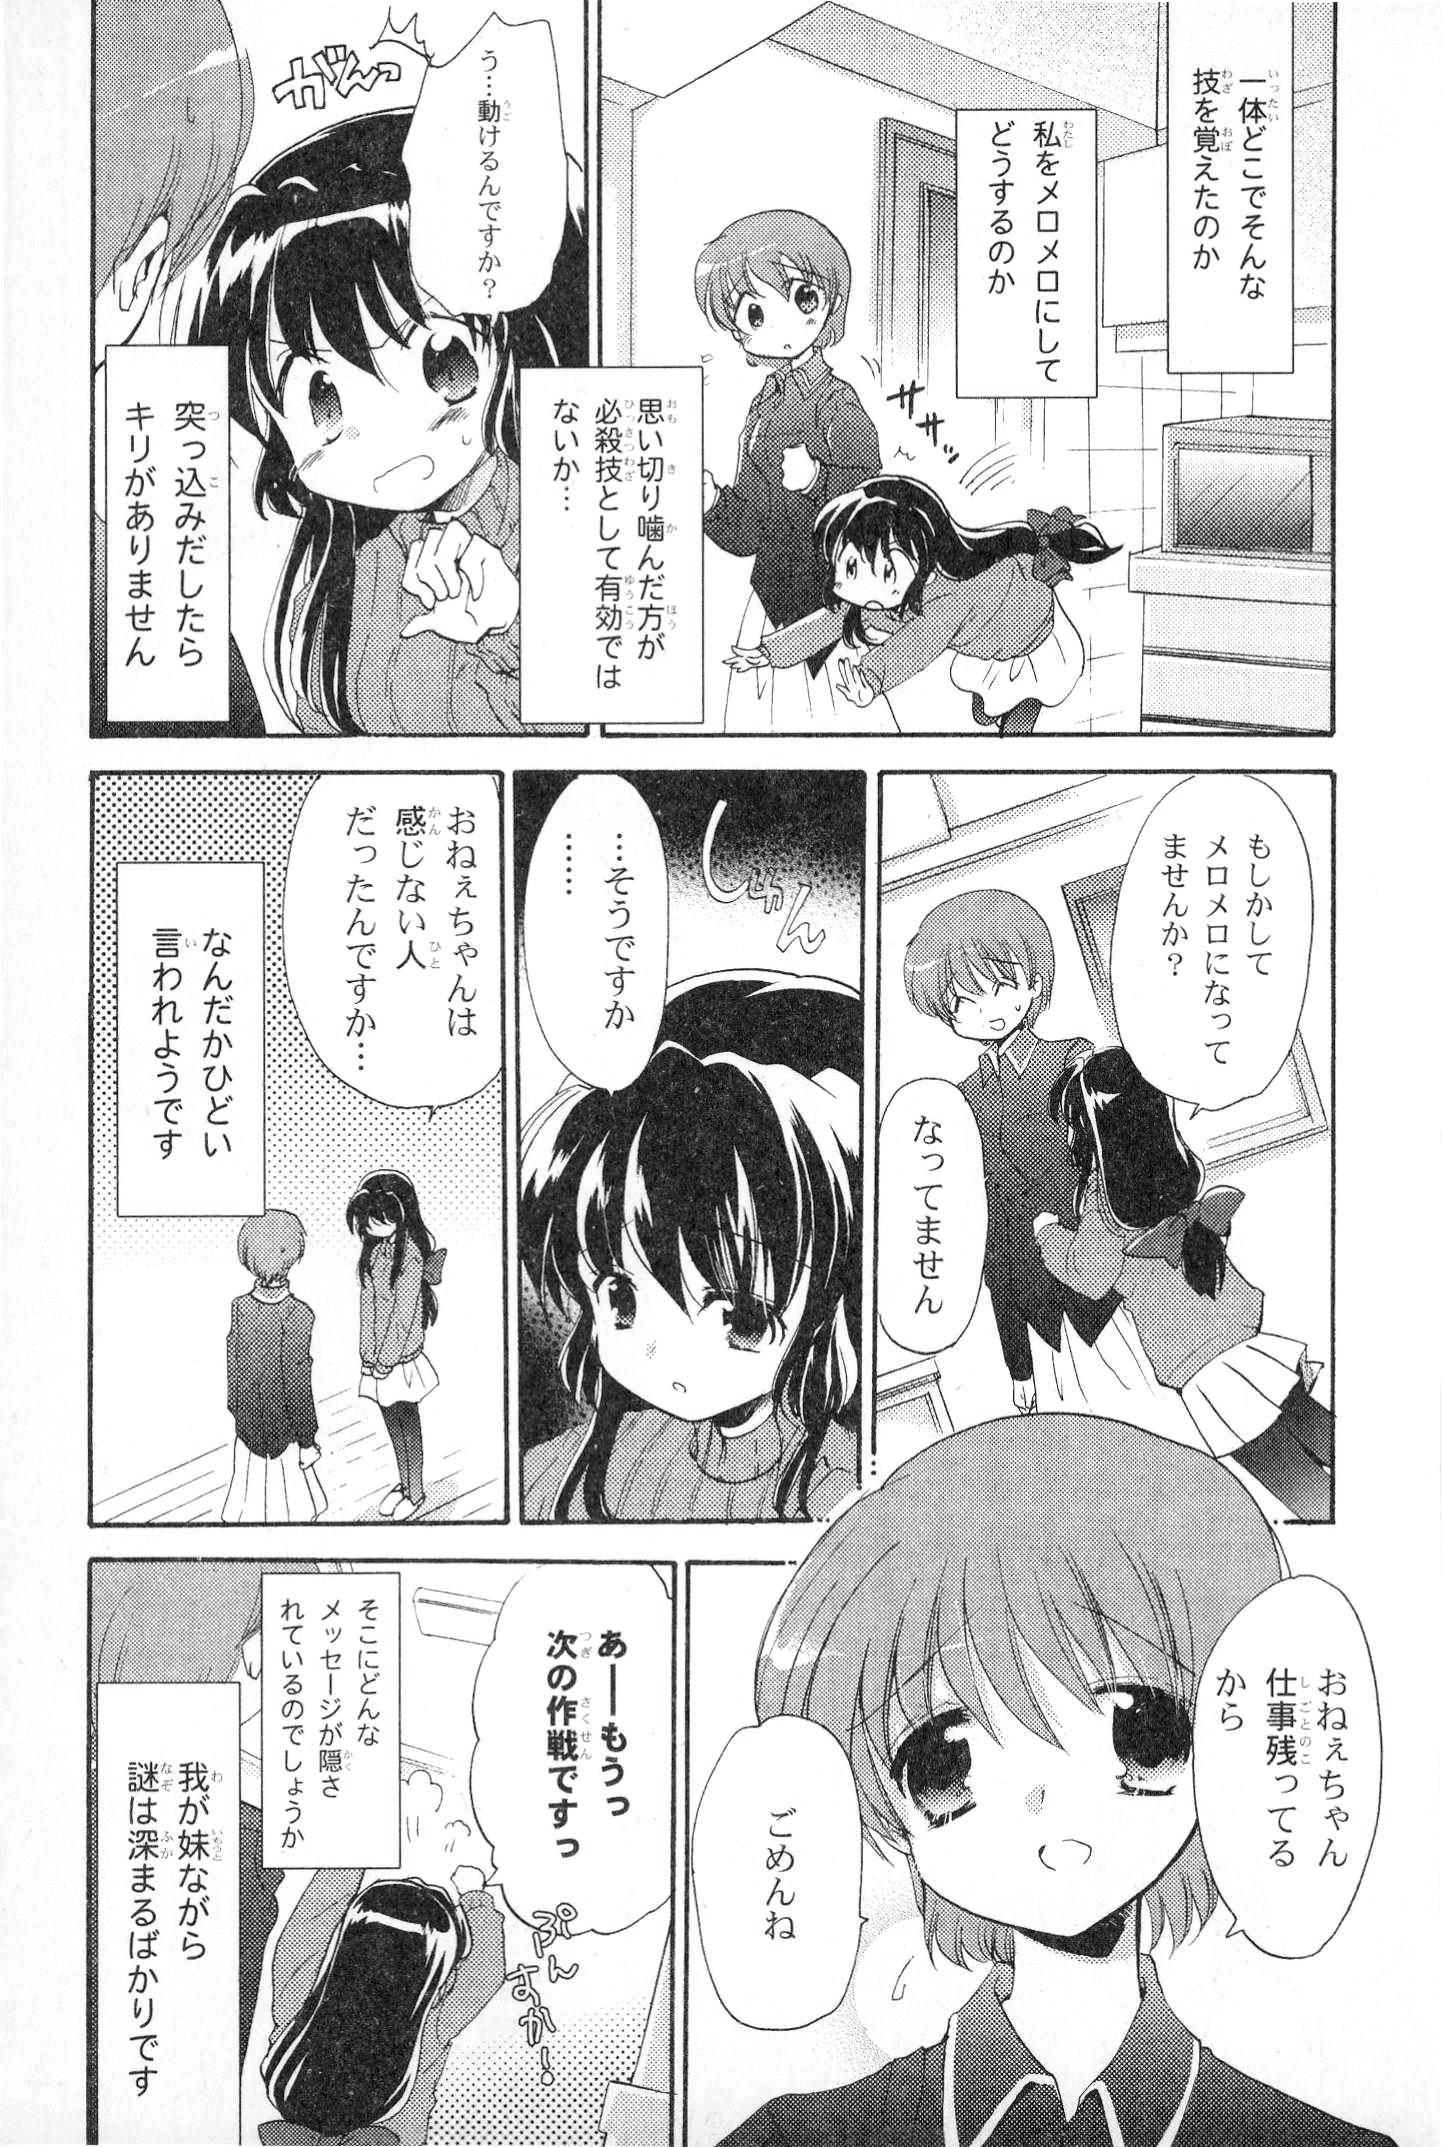 一体どこでそんな
技を覚えたのか
私をメロメロにして
どうするのか
ササッ
思い切り噛んだ方が
必殺技として有効では
ないか…
がんっ
う…動けるんですか?
突っ込みだしたら
キリがありません
もしかして
メロメロになって
ませんか?
なってません
しゅん
…そうですか
……
おねぇちゃんは
感じない人
だったんですか…
なんだかひどい
言われようです
おねぇちゃん
仕事残ってる
から
ごめんね
あーーもうっ
次の作戦ですっ
ぷん
すか!
そこにどんな
メッセージが隠さ
れているのでしょうか
我が妹ながら
謎は深まるばかりです